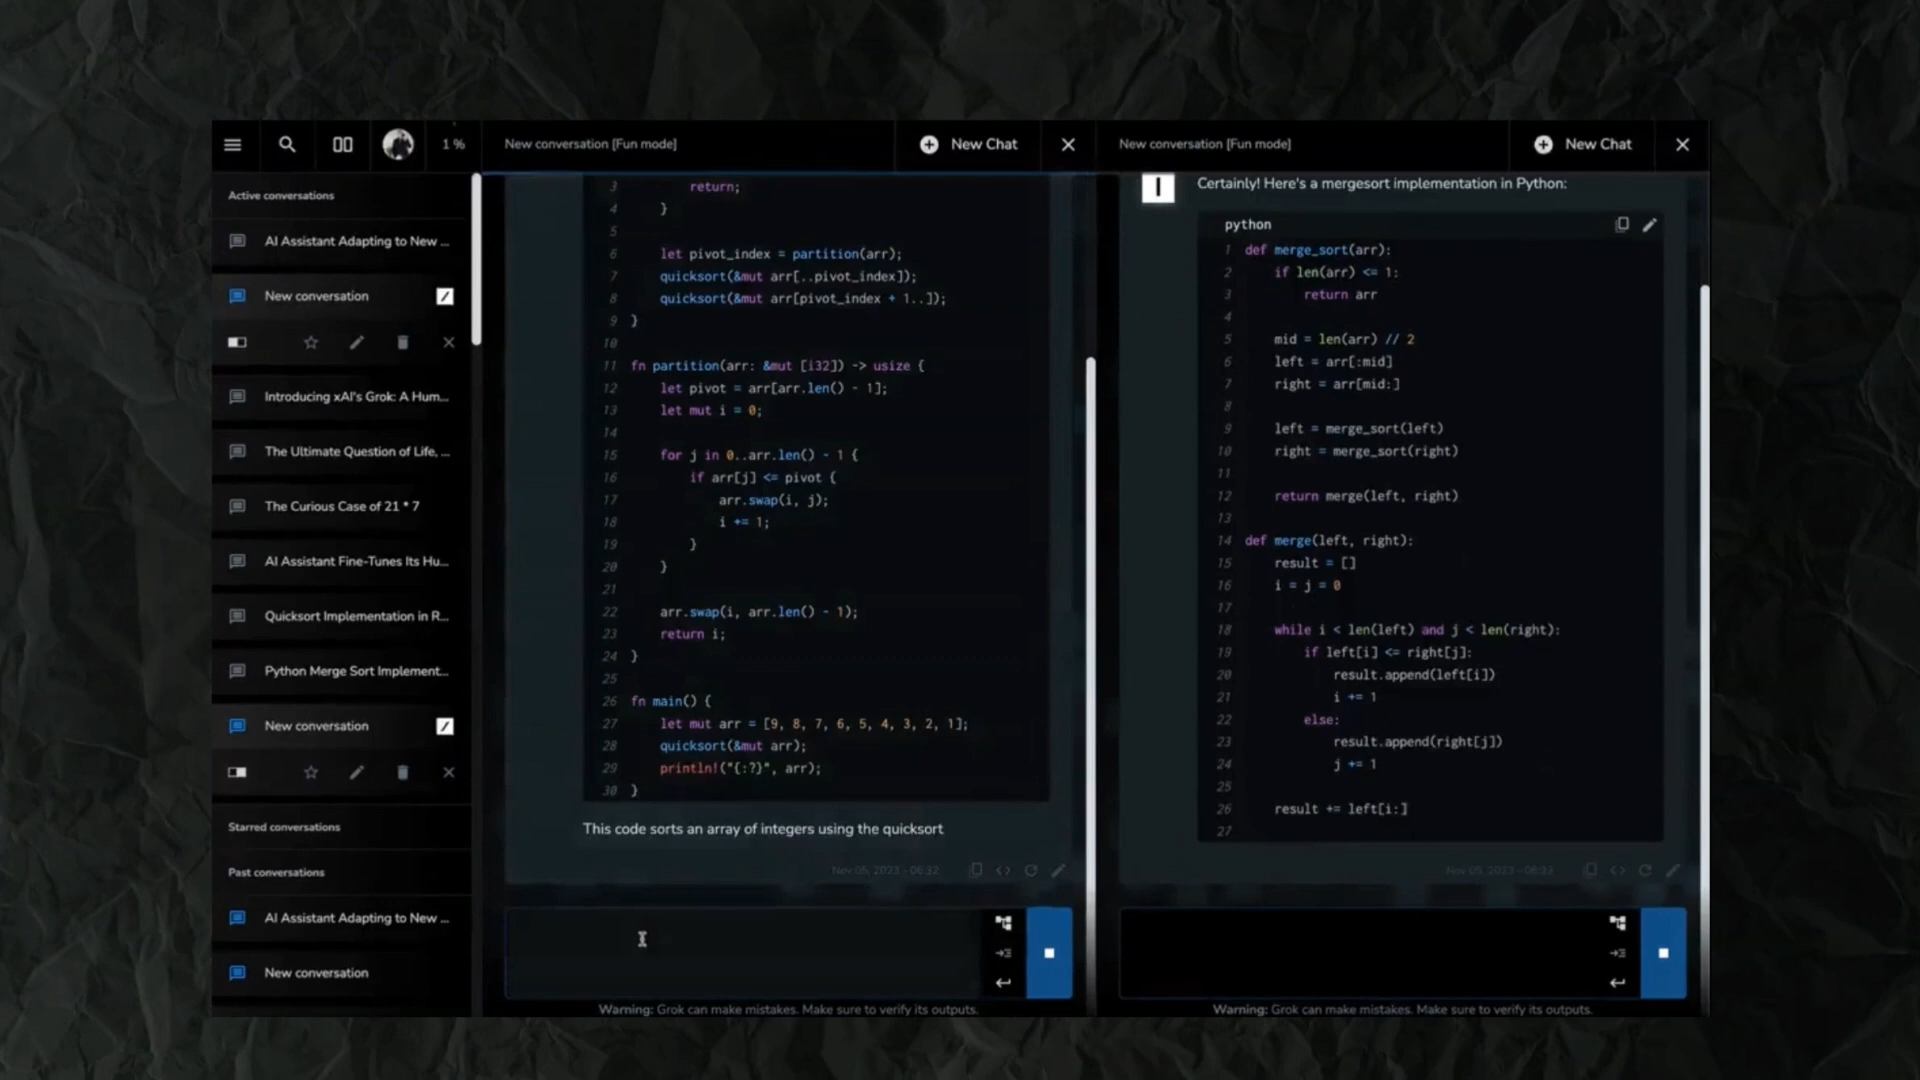 1 %
New conversation [Fun mode]
New Chat
New conversation [Fun mode]
New Chat
Active conversations
AI Assistant Adapting to New ...
New conversation
Introducing xAI's Grok: A Hum...
The Ultimate Question of Life, ...
The Curious Case of 21 * 7
AI Assistant Fine-Tunes Its Hu...
Quicksort Implementation in R...
Python Merge Sort Implement...
New conversation
Starred conversations
Past conversations
AI Assistant Adapting to New ...
New conversation
3 return;
4 }
5
6 let pivot_index = partition(arr);
7 quicksort(&mut arr[..pivot_index]);
8 quicksort(&mut arr[pivot_index + 1..]);
9 }
10
11 fn partition(arr: &mut [i32]) -> usize {
12 let pivot = arr[arr.len() - 1];
13 let mut i = 0;
14
15 for j in 0..arr.len() - 1 {
16 if arr[j] <= pivot {
17 arr.swap(i, j);
18 i += 1;
19 }
20 }
21
22 arr.swap(i, arr.len() - 1);
23 return i;
24 }
25
26 fn main() {
27 let mut arr = [9, 8, 7, 6, 5, 4, 3, 2, 1];
28 quicksort(&mut arr);
29 println!("{:?}", arr);
30 }
This code sorts an array of integers using the quicksort
Nov 05, 2023 - 06:32
Warning: Grok can make mistakes. Make sure to verify its outputs.
Certainly! Here's a mergesort implementation in Python:
python
1 def merge_sort(arr):
2 if len(arr) <= 1:
3 return arr
4
5 mid = len(arr) // 2
6 left = arr[:mid]
7 right = arr[mid:]
8
9 left = merge_sort(left)
10 right = merge_sort(right)
11
12 return merge(left, right)
13
14 def merge(left, right):
15 result = []
16 i = j = 0
17
18 while i < len(left) and j < len(right):
19 if left[i] <= right[j]:
20 result.append(left[i])
21 i += 1
22 else:
23 result.append(right[j])
24 j += 1
25
26 result += left[i:]
27
Nov 05, 2023 - 06:33
Warning: Grok can make mistakes. Make sure to verify its outputs.